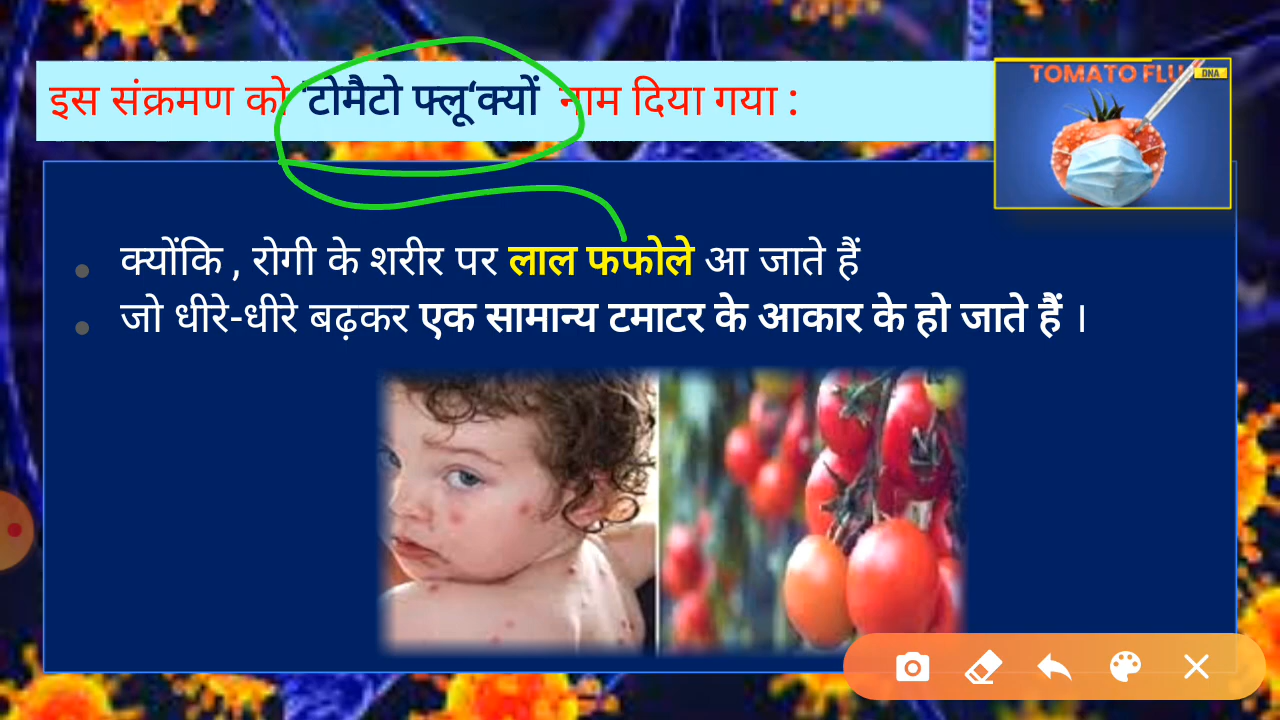 इस संक्रमण को ‘टोमैटो फ्लू‘क्यों नाम दिया गया :
TOMATO FLU
DNA
क्योंकि , रोगी के शरीर पर लाल फफोले आ जाते हैं
जो धीरे-धीरे बढ़कर एक सामान्य टमाटर के आकार के हो जाते हैं ।